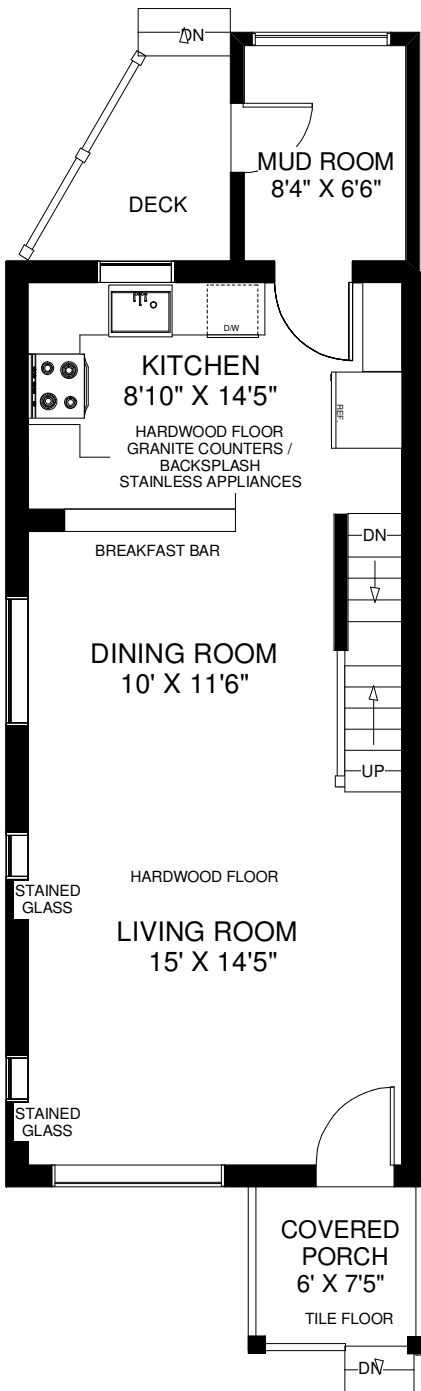 DN
MUD ROOM
8'4" X 6'6"
DECK
D/W
KITCHEN
8'10" X 14'5"
REF.
HARDWOOD FLOOR
GRANITE COUNTERS /
BACKSPLASH
STAINLESS APPLIANCES
DN
BREAKFAST BAR
DINING ROOM
10' X 11'6"
UP
HARDWOOD FLOOR
STAINED
GLASS
LIVING ROOM
15' X 14'5"
STAINED
GLASS
COVERED
PORCH
6' X 7'5"
TILE FLOOR
DN